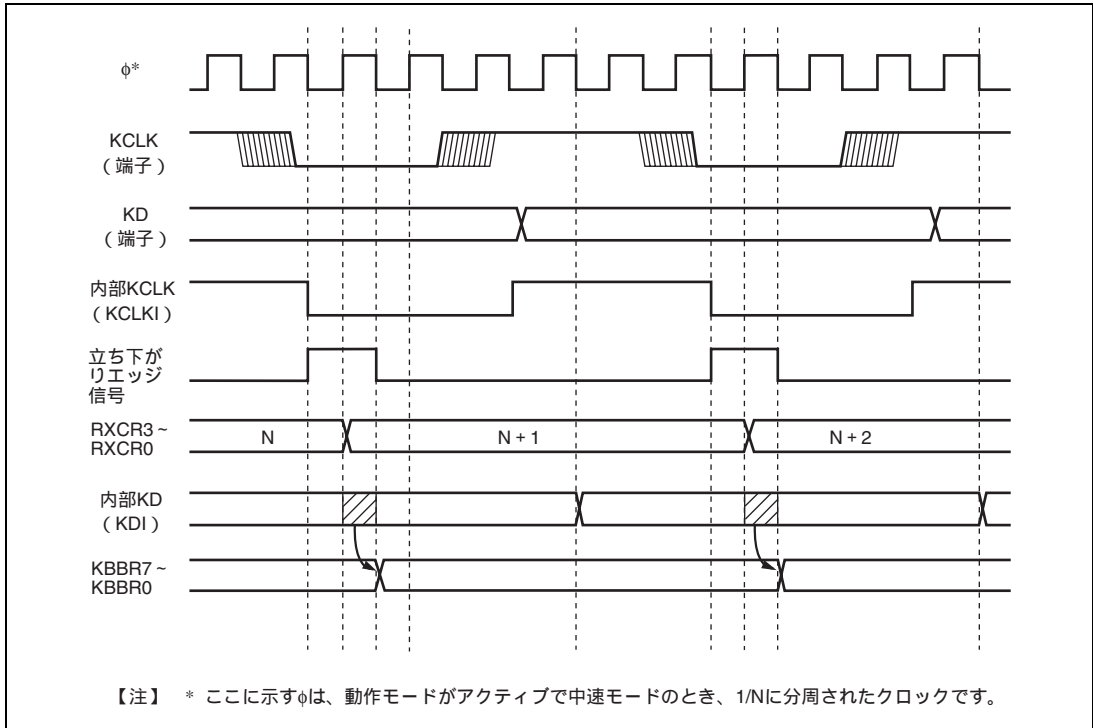 φ*
KCLK
(端子)
KD
(端子)
内部KCLK
(KCLKI)
立ち下が
りエッジ
信号
RXCR3~
RXCR0
N
N + 1
N + 2
内部KD
(KDI)
KBBR7~
KBBR0
【注】 * ここに示すφは、動作モードがアクティブで中速モードのとき、1/Nに分周されたクロックです。